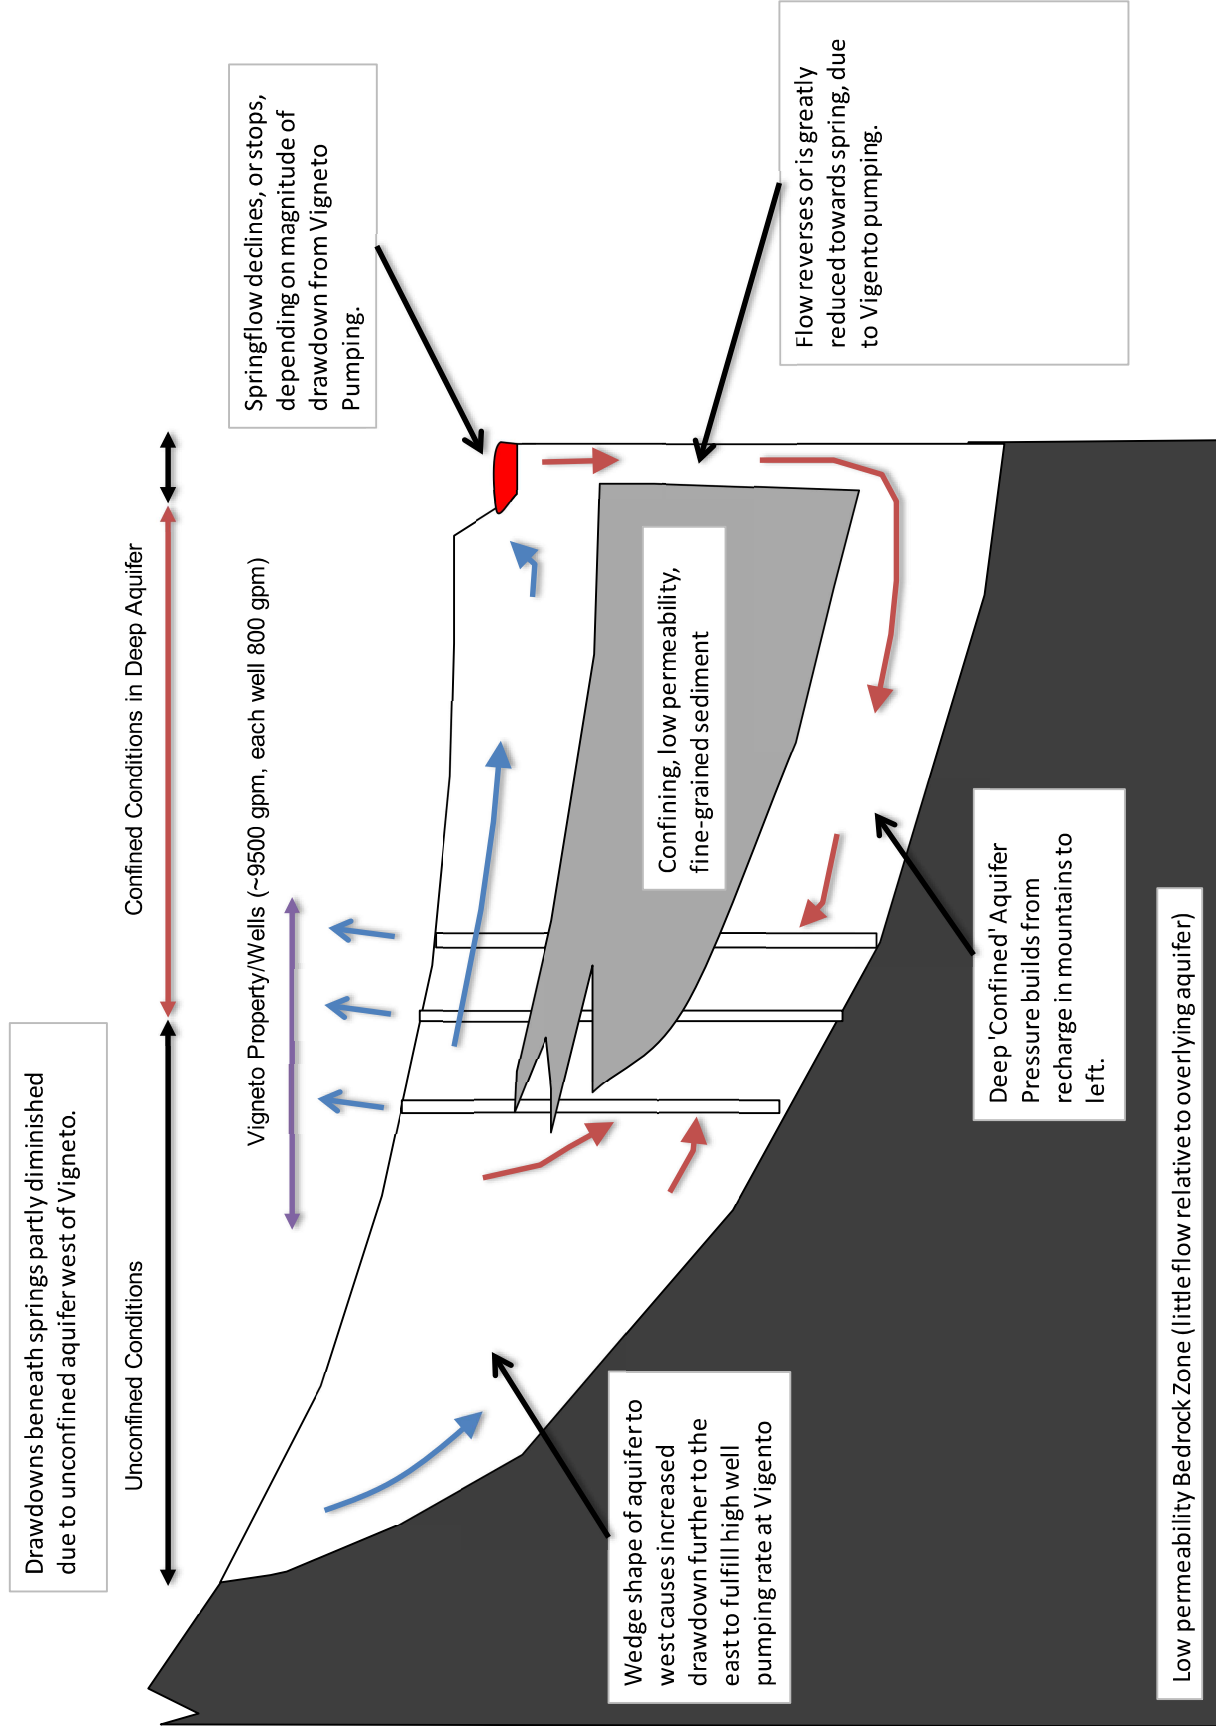 Drawdowns beneath springs partly diminished
due to unconfined aquifer west of Vigneto.
Unconfined Conditions
Confined Conditions in Deep Aquifer
Vigneto Property/Wells (~9500 gpm, each well 800 gpm)
Springflow declines, or stops,
depending on magnitude of
drawdown from Vigneto
Pumping.
Confining, low permeability,
fine-grained sediment
Flow reverses or is greatly
reduced towards spring, due
to Vigento pumping.
Wedge shape of aquifer to
west causes increased
drawdown further to the
east to fulfill high well
pumping rate at Vigento
Deep 'Confined' Aquifer
Pressure builds from
recharge in mountains to
left.
Low permeability Bedrock Zone (little flow relative to overlying aquifer)